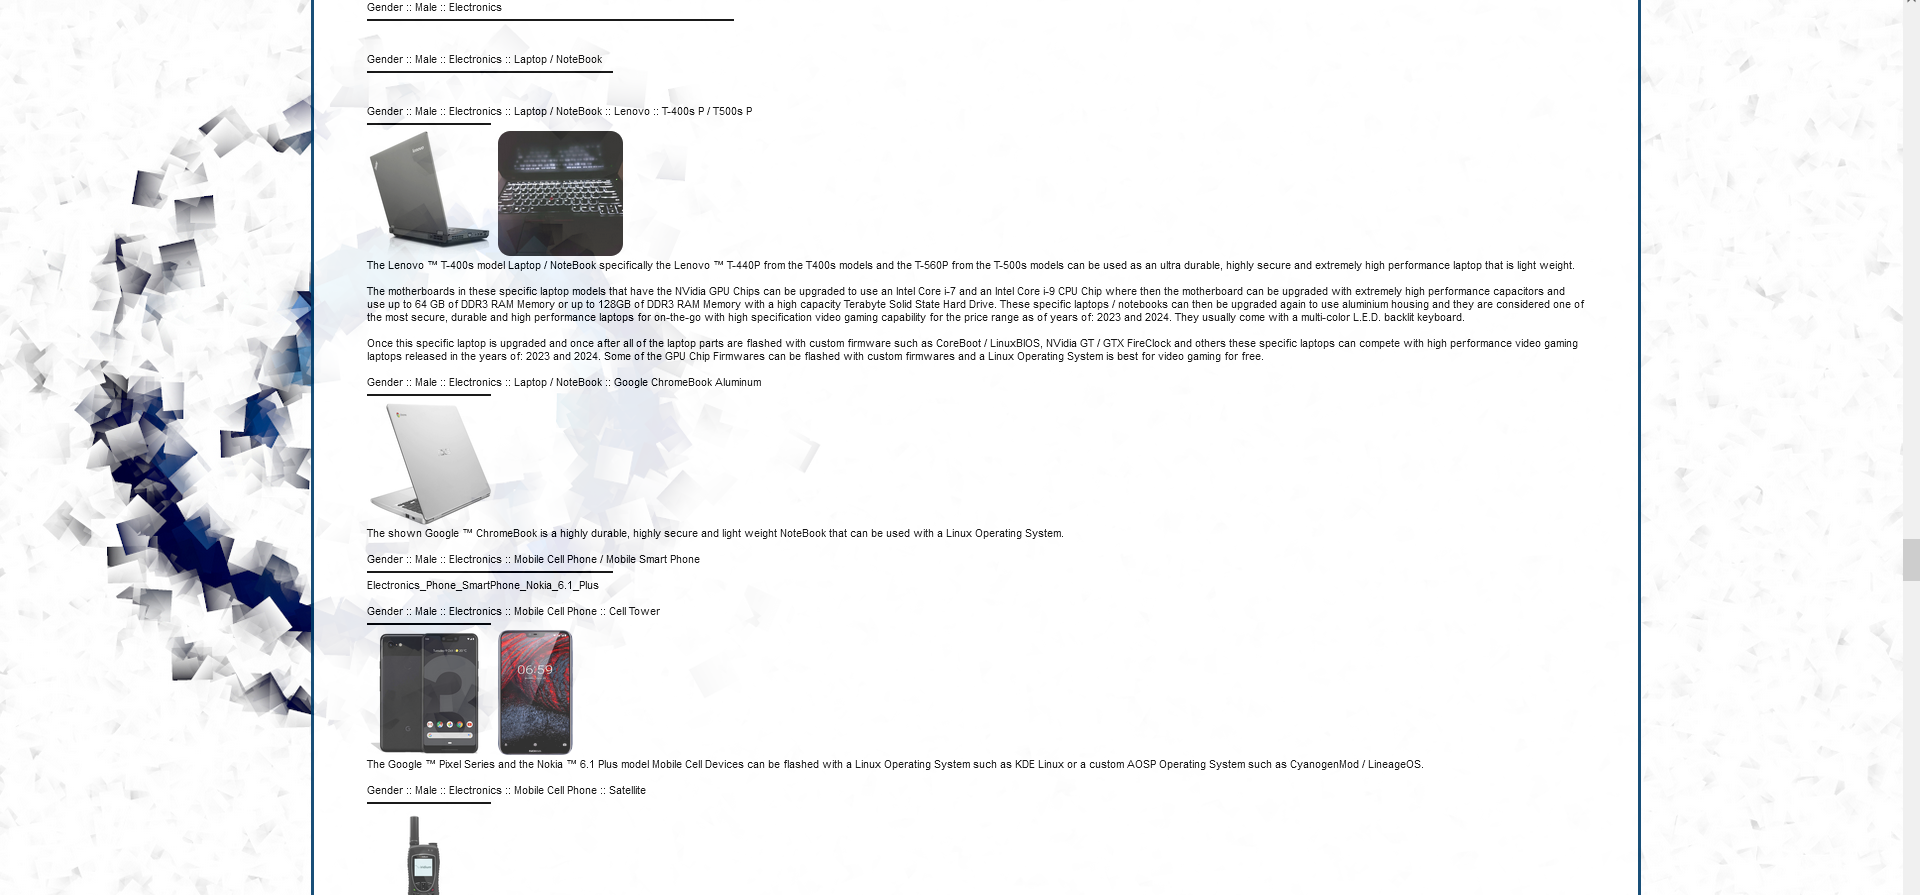 Gender :: Male :: Electronics
Gender :: Male :: Electronics :: Laptop / NoteBook
Gender :: Male :: Electronics :: Laptop / NoteBook :: Lenovo :: T-400s P / T500s P
The Lenovo ™ T-400s model Laptop / NoteBook specifically the Lenovo ™ T-440P from the T400s models and the T-560P from the T-500s models can be used as an ultra durable, highly secure and extremely high performance laptop that is light weight.
The motherboards in these specific laptop models that have the NVidia GPU Chips can be upgraded to use an Intel Core i-7 and an Intel Core i-9 CPU Chip where then the motherboard can be upgraded with extremely high performance capacitors and
use up to 64 GB of DDR3 RAM Memory or up to 128GB of DDR3 RAM Memory with a high capacity Terabyte Solid State Hard Drive. These specific laptops / notebooks can then be upgraded again to use aluminium housing and they are considered one of
the most secure, durable and high performance laptops for on-the-go with high specification video gaming capability for the price range as of years of: 2023 and 2024. They usually come with a multi-color L.E.D. backlit keyboard.
Once this specific laptop is upgraded and once after all of the laptop parts are flashed with custom firmware such as CoreBoot / LinuxBIOS, NVidia GT / GTX FireClock and others these specific laptops can compete with high performance video gaming
laptops released in the years of: 2023 and 2024. Some of the GPU Chip Firmwares can be flashed with custom firmwares and a Linux Operating System is best for video gaming for free.
Gender :: Male :: Electronics :: Laptop / NoteBook :: Google ChromeBook Aluminum
The shown Google ™ ChromeBook is a highly durable, highly secure and light weight NoteBook that can be used with a Linux Operating System.
Gender :: Male :: Electronics :: Mobile Cell Phone / Mobile Smart Phone
Electronics_Phone_SmartPhone_Nokia_6.1_Plus
Gender :: Male :: Electronics :: Mobile Cell Phone :: Cell Tower
06:59
The Google ™ Pixel Series and the Nokia ™ 6.1 Plus model Mobile Cell Devices can be flashed with a Linux Operating System such as KDE Linux or a custom AOSP Operating System such as CyanogenMod / LineageOS.
Gender :: Male :: Electronics :: Mobile Cell Phone :: Satellite